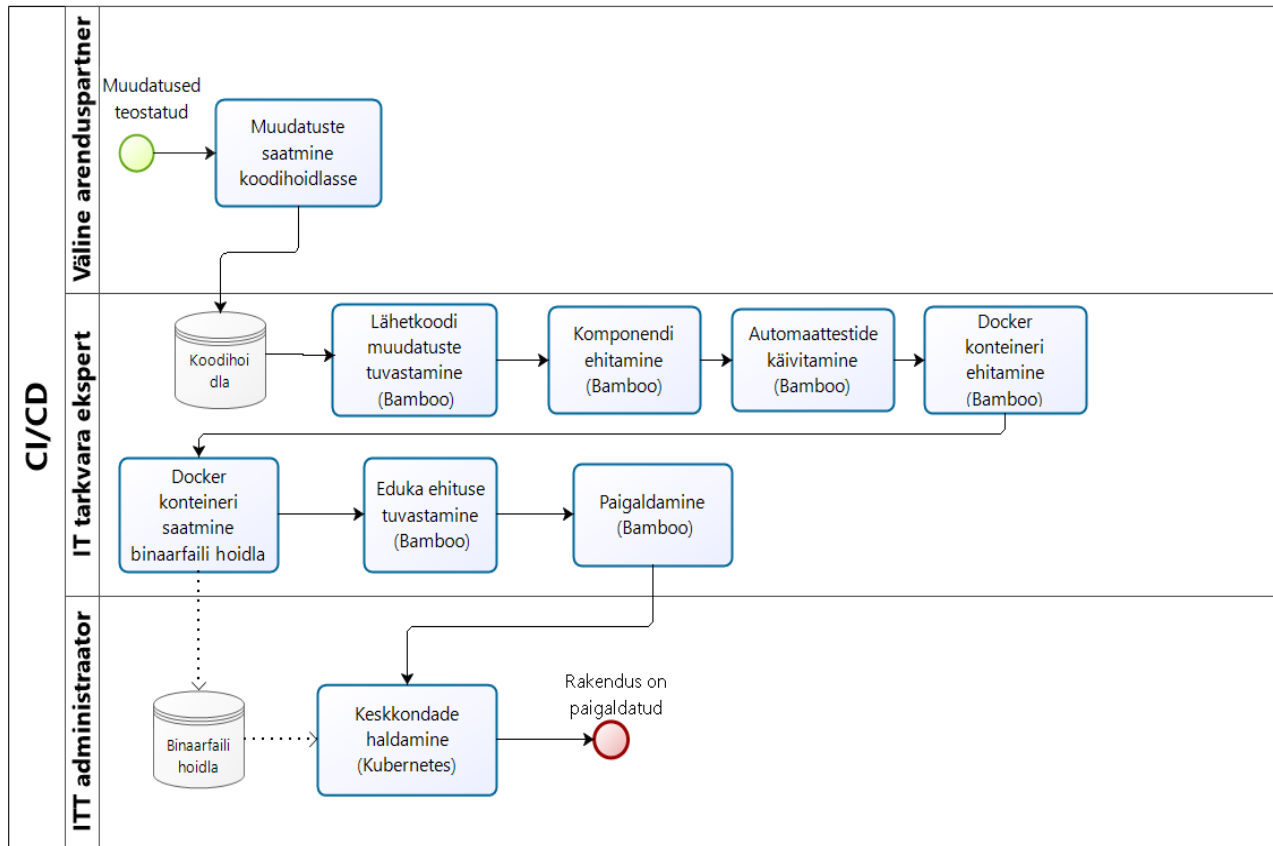 CI/CD
Väline arenduspartner
Muudatused
teostatud
Muudatuste
saatmine
koodihoidlasse
IT tarkvara ekspert
Koodihoi
dla
Lähetkoodi
muudatuste
tuvastamine
(Bamboo)
Komponendi
ehitamine
(Bamboo)
Automaattestide
käivitamine
(Bamboo)
Docker
konteineri
ehitamine
(Bamboo)
Docker
konteineri
saatmine
binaarfaili hoidla
Eduka ehituse
tuvastamine
(Bamboo)
Paigaldamine
(Bamboo)
ITT administraator
Binaarfaili
hoidla
Keskkondade
haldamine
(Kubernetes)
Rakendus on
paigaldatud